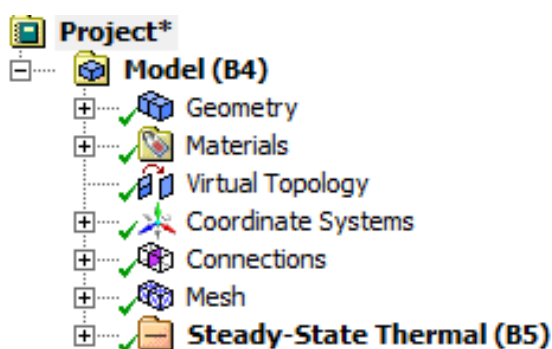 Project*
Model (B4)
Geometry
Materials
Virtual Topology
Coordinate Systems
Connections
Mesh
Steady-State Thermal (B5)